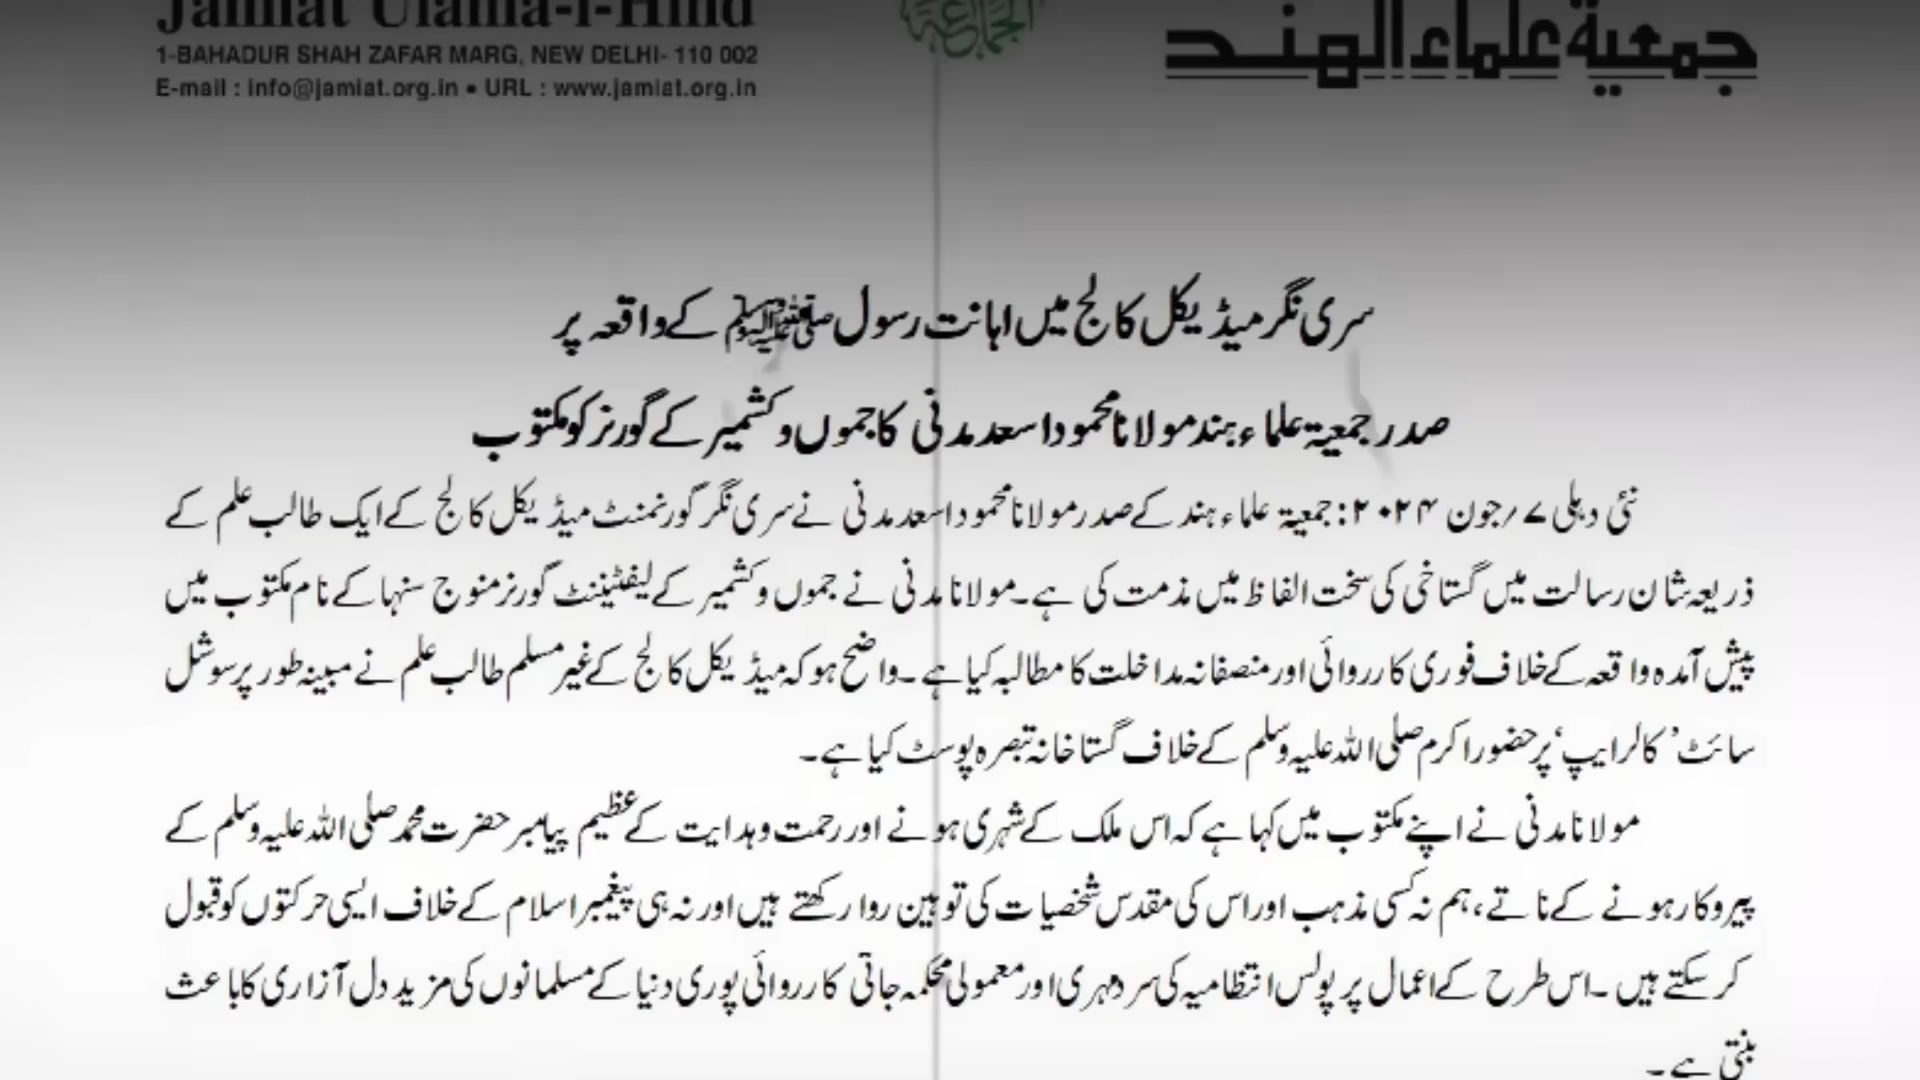 Jamiat Ulama-i-Hind
1-BAHADUR SHAH ZAFAR MARG, NEW DELHI- 110 002
E-mail : info@jamiat.org.in • URL : www.jamiat.org.in
جمعية علماء الهند
سری نگر میڈیکل کالج میں اہانت رسول ﷺ کے واقعہ پر
صدر جمعیۃ علماء ہند مولانا محمود اسعد مدنی کا جموں و کشمیر کے گورنر کو مکتوب
نئی دہلی ۷/جون ۲۰۲۴: جمعیۃ علماء ہند کے صدر مولانا محمود اسعد مدنی نے سری نگر گورنمنٹ میڈیکل کالج کے ایک طالب علم کے
ذریعہ شان رسالت میں گستاخی کی سخت الفاظ میں مذمت کی ہے۔ مولانا مدنی نے جموں و کشمیر کے لیفٹیننٹ گورنر منوج سنہا کے نام مکتوب میں
پیش آمدہ واقعہ کے خلاف فوری کارروائی اور منصفانہ مداخلت کا مطالبہ کیا ہے۔ واضح ہو کہ میڈیکل کالج کے غیر مسلم طالب علم نے مبینہ طور پر سوشل
سائٹ ’کالر ایپ‘ پر حضور اکرم صلی اللہ علیہ وسلم کے خلاف گستاخانہ تبصرہ پوسٹ کیا ہے۔
مولانا مدنی نے اپنے مکتوب میں کہا ہے کہ اس ملک کے شہری ہونے اور رحمت و ہدایت کے عظیم پیامبر حضرت محمد صلی اللہ علیہ وسلم کے
پیروکار ہونے کے ناتے، ہم نہ کسی مذہب اور اس کی مقدس شخصیات کی توہین روا رکھتے ہیں اور نہ ہی پیغمبر اسلام کے خلاف ایسی حرکتوں کو قبول
کر سکتے ہیں۔ اس طرح کے اعمال پر پولس انتظامیہ کی سرد مہری اور معمولی محکمہ جاتی کارروائی پوری دنیا کے مسلمانوں کی مزید دل آزاری کا باعث
بنتی ہے۔